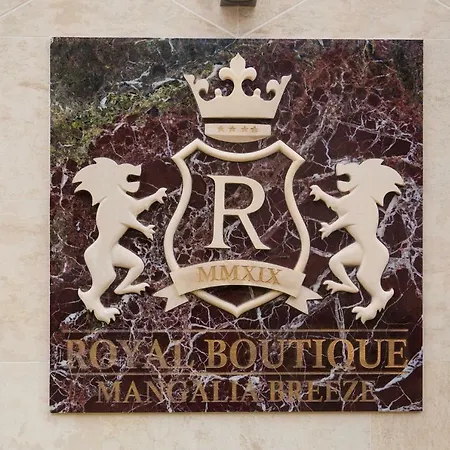 R
MMXIX
ROYAL BOUTIQUE
MANGALIA BREEZE